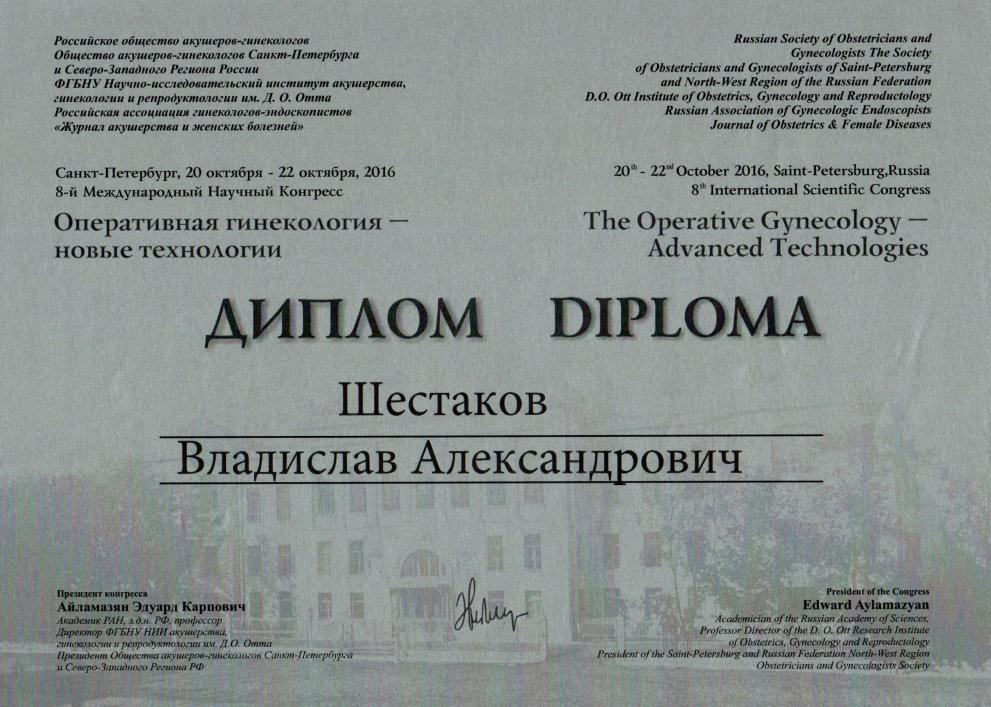 Российское общество акушеров-гинекологов
Общество акушеров-гинекологов Санкт-Петербурга
и Северо-Западного Региона России
ФГБНУ Научно-исследовательский институт акушерства,
гинекологии и репродуктологии им. Д. О. Отта
Российская ассоциация гинекологов-эндоскопистов
«Журнал акушерства и женских болезней»
Russian Society of Obstetricians and
Gynecologists The Society
of Obstetricians and Gynecologists of Saint-Petersburg
and North-West Region of the Russian Federation
D.O. Ott Institute of Obstetrics, Gynecology and Reproductology
Russian Association of Gynecologic Endoscopists
Journal of Obstetrics & Female Diseases
Санкт-Петербург, 20 октября - 22 октября, 2016
8-й Международный Научный Конгресс
Оперативная гинекология —
новые технологии
20th - 22nd October 2016, Saint-Petersburg,Russia
8th International Scientific Congress
The Operative Gynecology —
Advanced Technologies
ДИПЛОМ DIPLOMA
Шестаков
Владислав Александрович
Президент конгресса
Айламазян Эдуард Карпович
Академик РАН, з.д.н. РФ, профессор
Директор ФГБНУ НИИ акушерства,
гинекологии и репродуктологии им. Д.О. Отта
Президент Общества акушеров-гинекологов Санкт-Петербурга
и Северо-Западного Региона РФ
President of the Congress
Edward Aylamazyan
Academician of the Russian Academy of Sciences,
Professor Director of the D. O. Ott Research Institute
of Obstetrics, Gynecology and Reproductology
President of the Saint-Petersburg and Russian Federation North-West Region
Obstetricians and Gynecologists Society